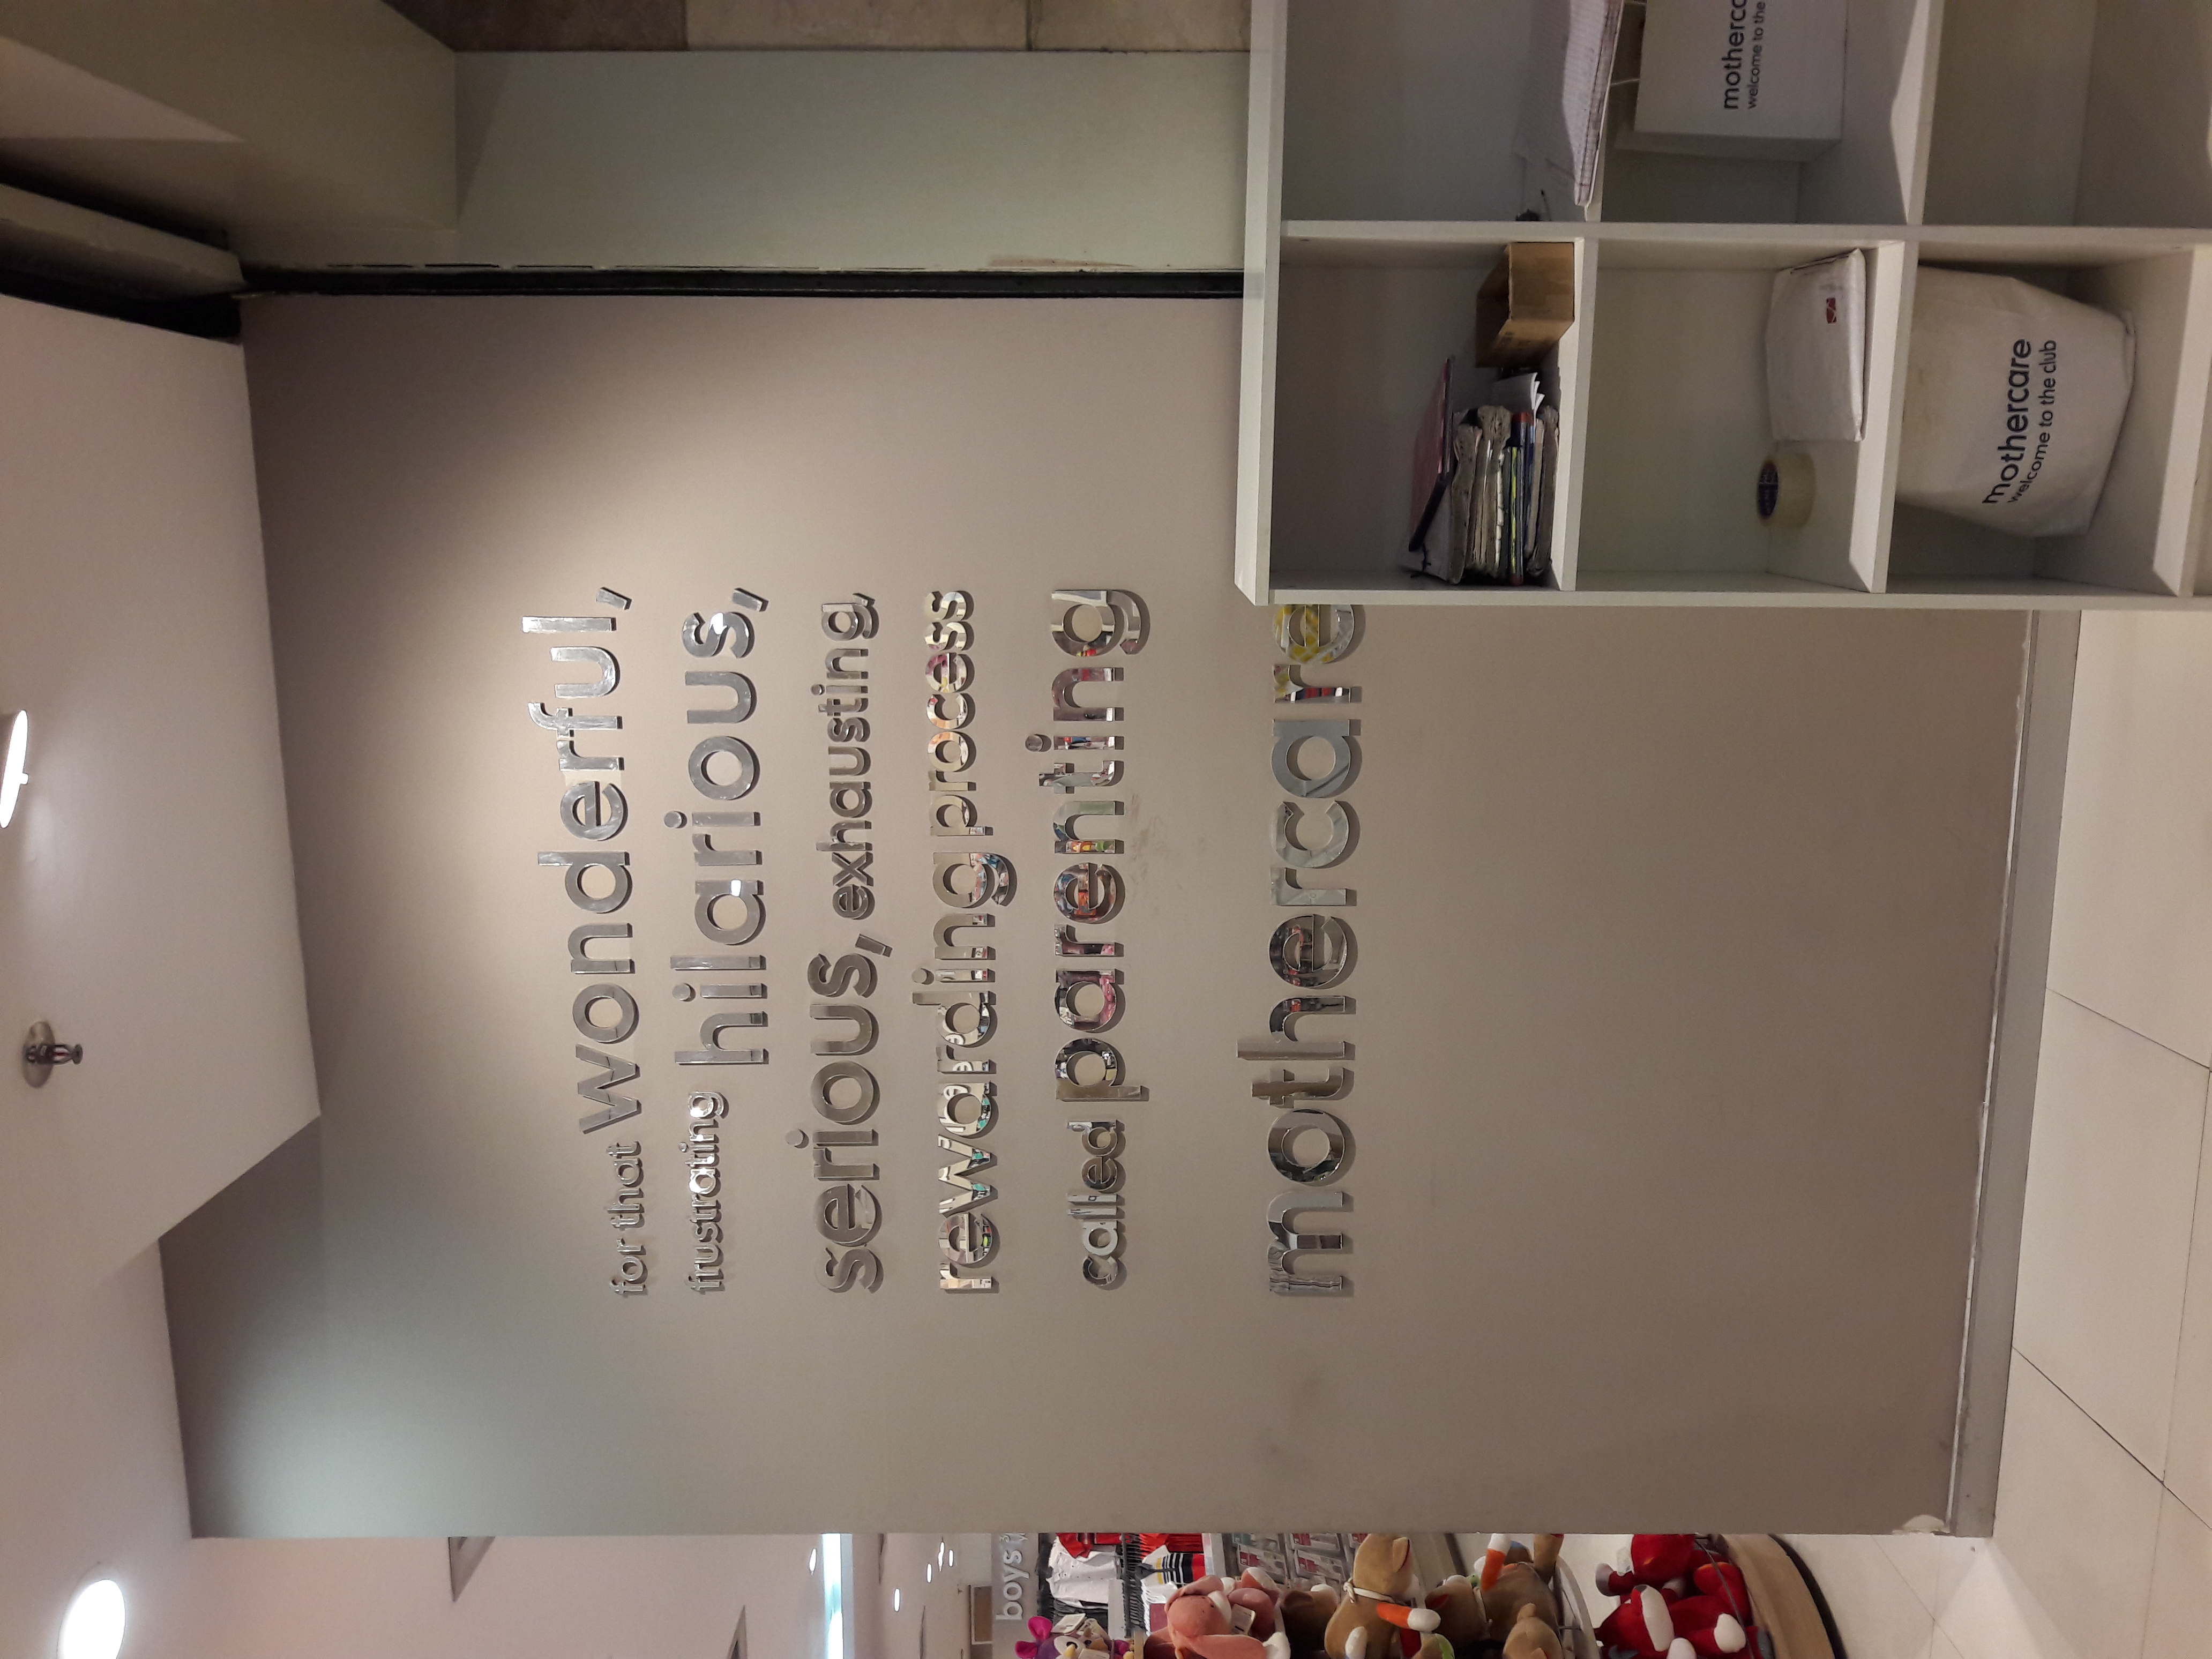 for that wonderful,
frustrating hilarious,
serious, exhausting,
rewarding process
called parenting
mothercare
boys
motherc
welcome to the
mothercare
welcome to the club